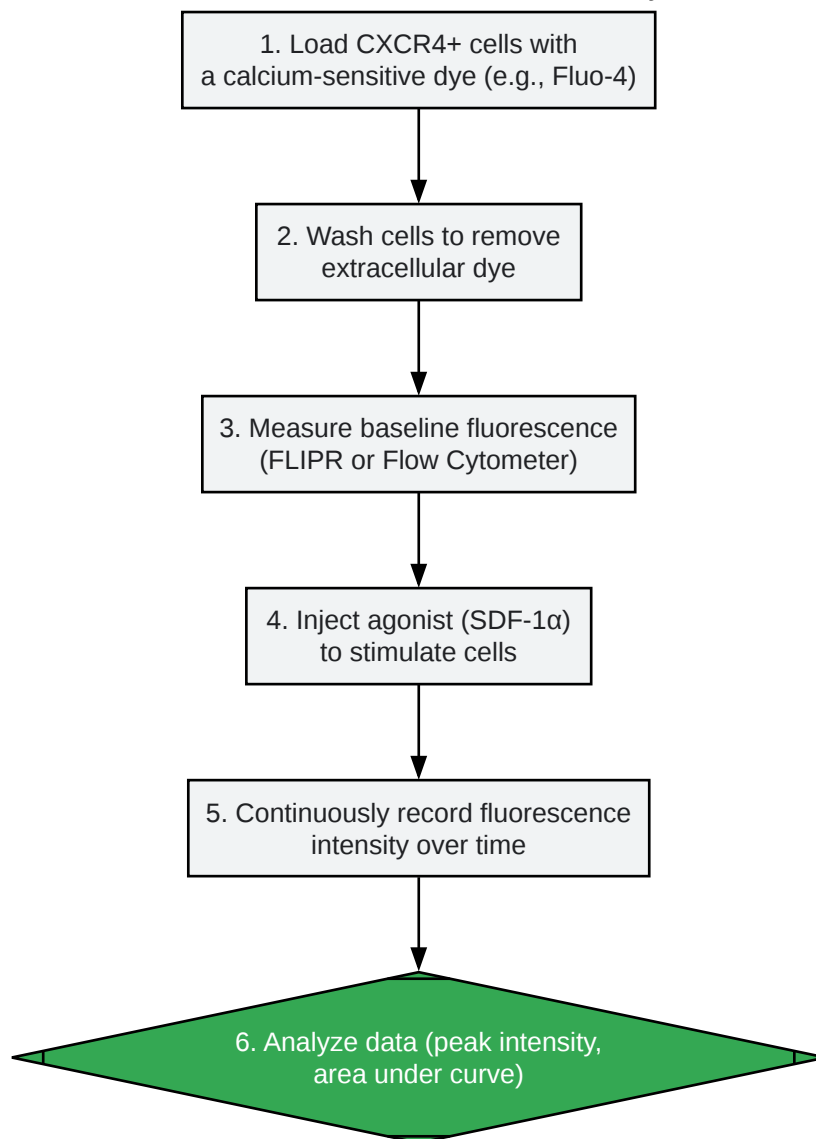 1. Load CXCR4+ cells with
a calcium-sensitive dye (e.g., Fluo-4)
2. Wash cells to remove
extracellular dye
3. Measure baseline fluorescence
(FLIPR or Flow Cytometer)
4. Inject agonist (SDF-1α)
to stimulate cells
5. Continuously record fluorescence
intensity over time
6. Analyze data (peak intensity,
area under curve)